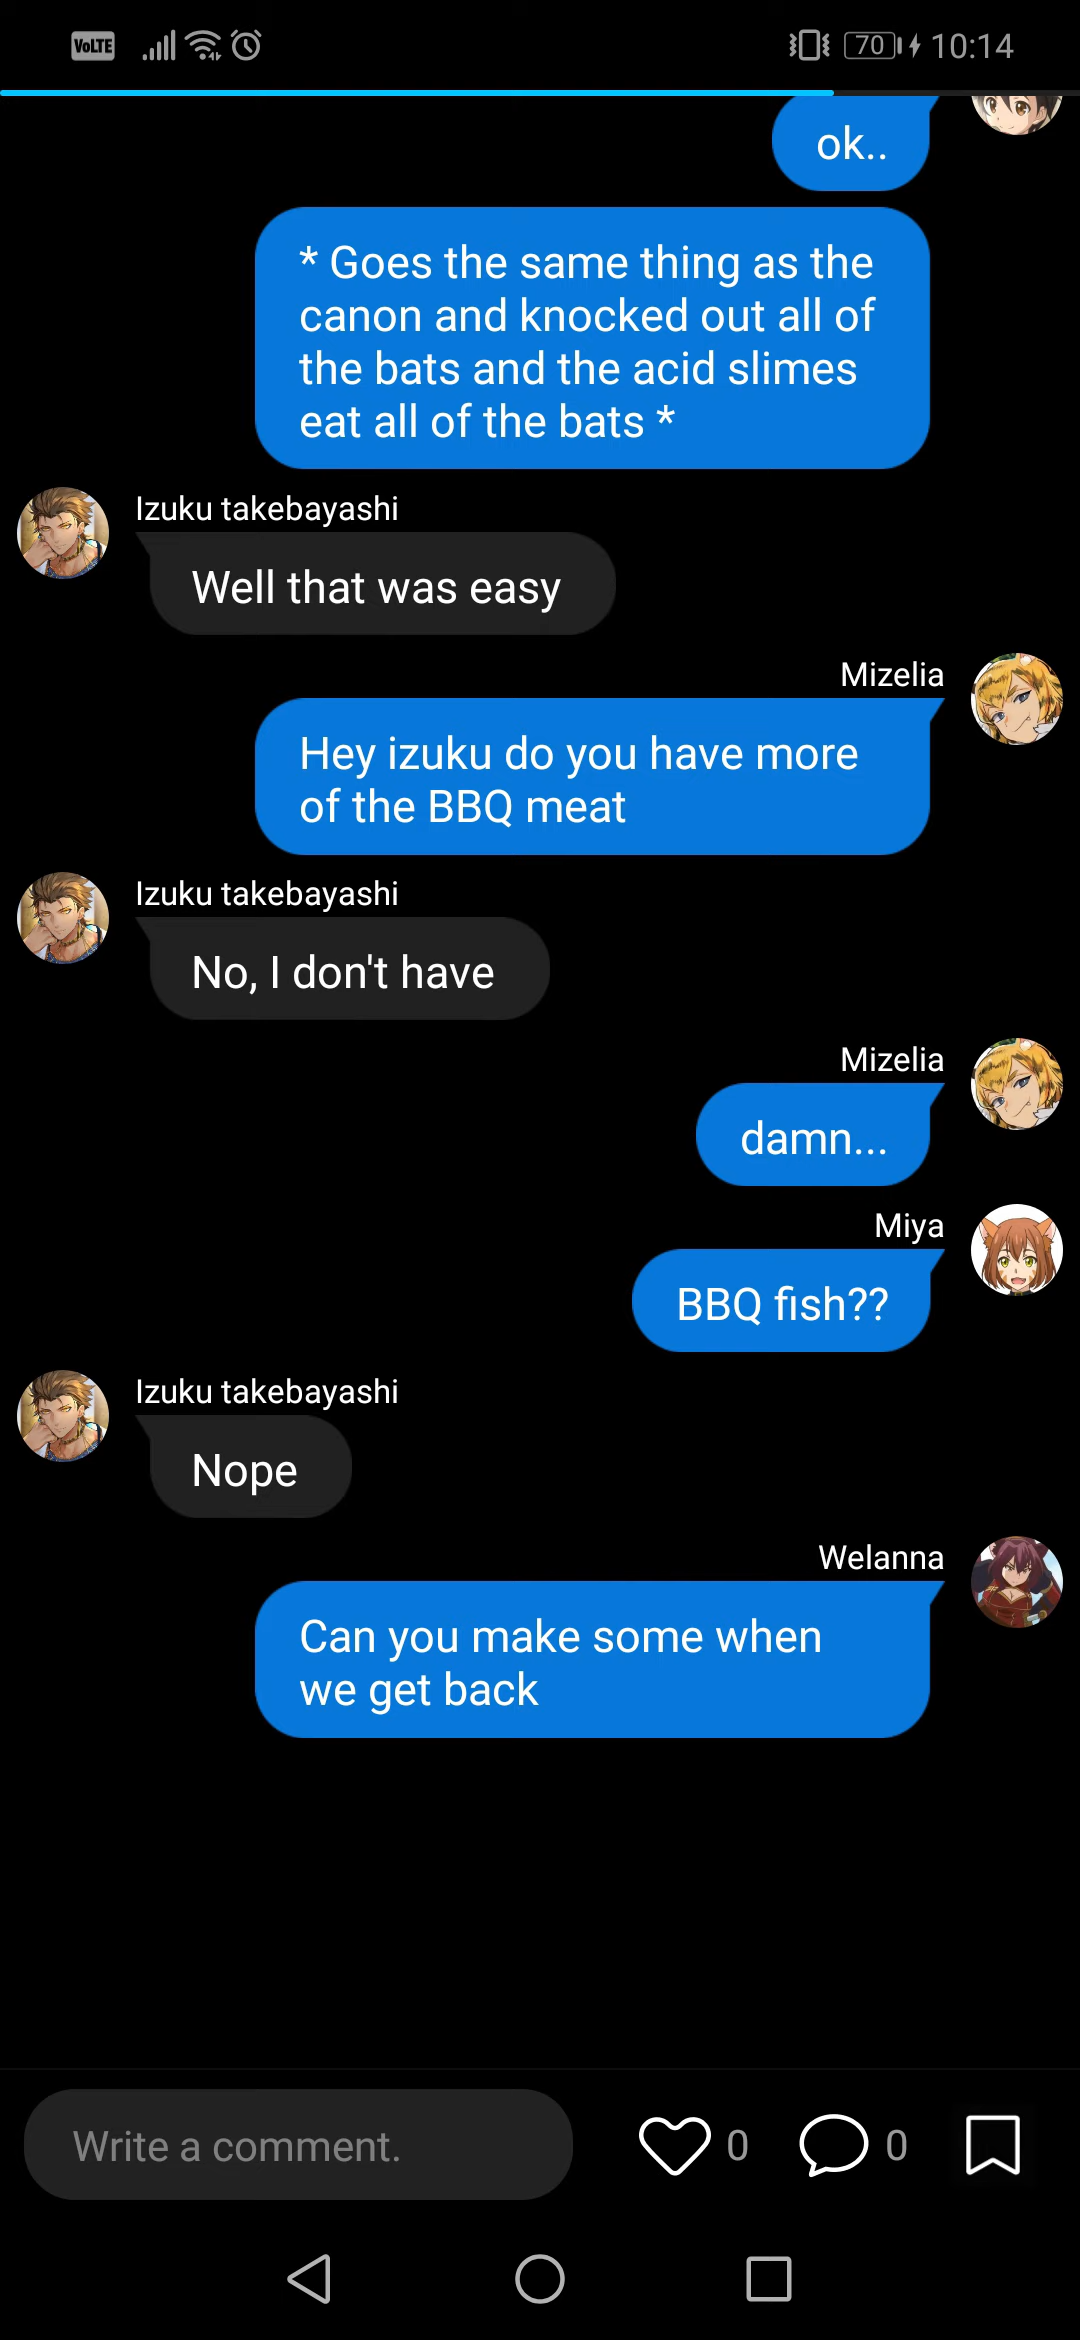 VoLTE 70 10:14
ok..
* Goes the same thing as the
canon and knocked out all of
the bats and the acid slimes
eat all of the bats *
Izuku takebayashi
Well that was easy
Mizelia
Hey izuku do you have more
of the BBQ meat
Izuku takebayashi
No, I don't have
Mizelia
damn...
Miya
BBQ fish??
Izuku takebayashi
Nope
Welanna
Can you make some when
we get back
Write a comment. 0 0